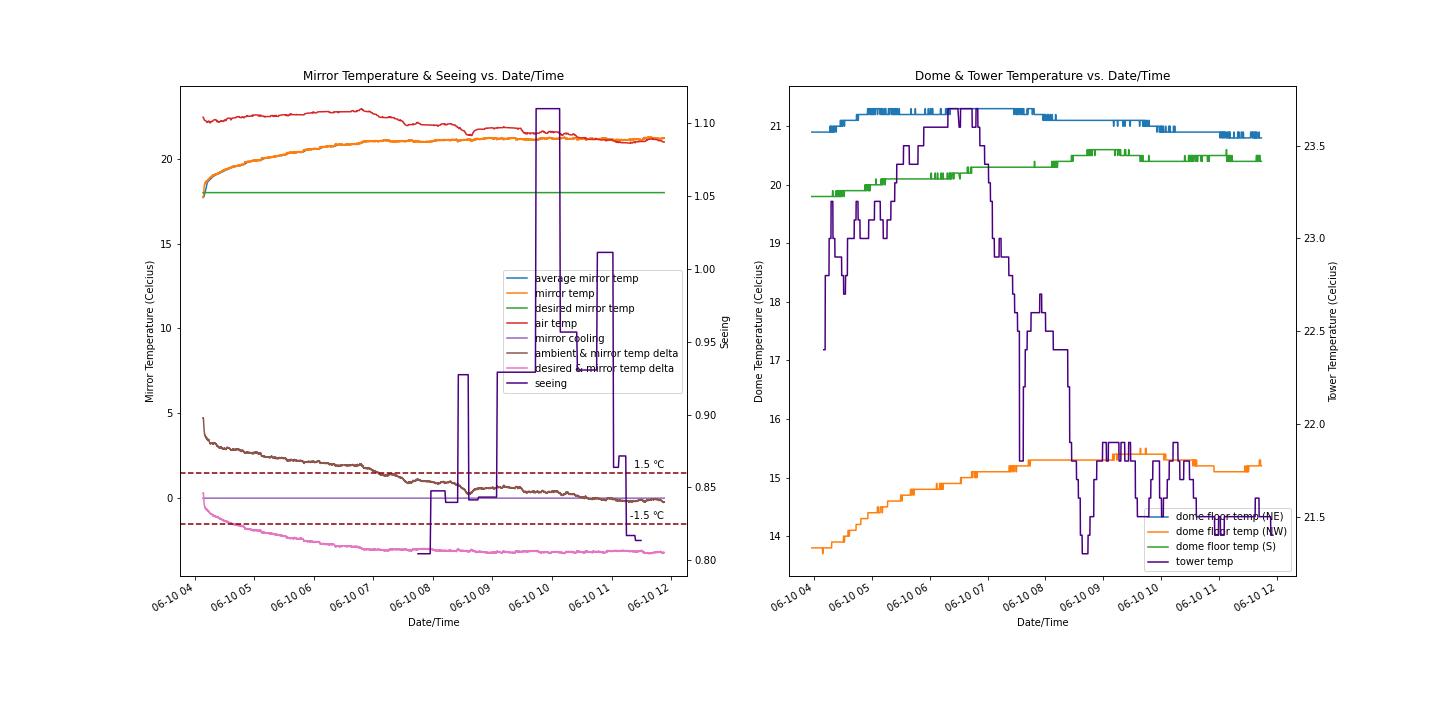 Mirror Temperature & Seeing vs. Date/Time
Mirror Temperature (Celcius)
20
15
10
5
0
1.10
1.05
1.00
0.95
0.90
0.85
0.80
Seeing
average mirror temp
mirror temp
desired mirror temp
air temp
mirror cooling
ambient & mirror temp delta
desired & mirror temp delta
seeing
1.5 °C
-1.5 °C
06-10 04
06-10 05
06-10 06
06-10 07
06-10 08
06-10 09
06-10 10
06-10 11
06-10 12
Date/Time
Dome & Tower Temperature vs. Date/Time
Dome Temperature (Celcius)
21
20
19
18
17
16
15
14
23.5
23.0
22.5
22.0
21.5
Tower Temperature (Celcius)
dome floor temp (NE)
dome floor temp (NW)
dome floor temp (S)
tower temp
06-10 04
06-10 05
06-10 06
06-10 07
06-10 08
06-10 09
06-10 10
06-10 11
06-10 12
Date/Time